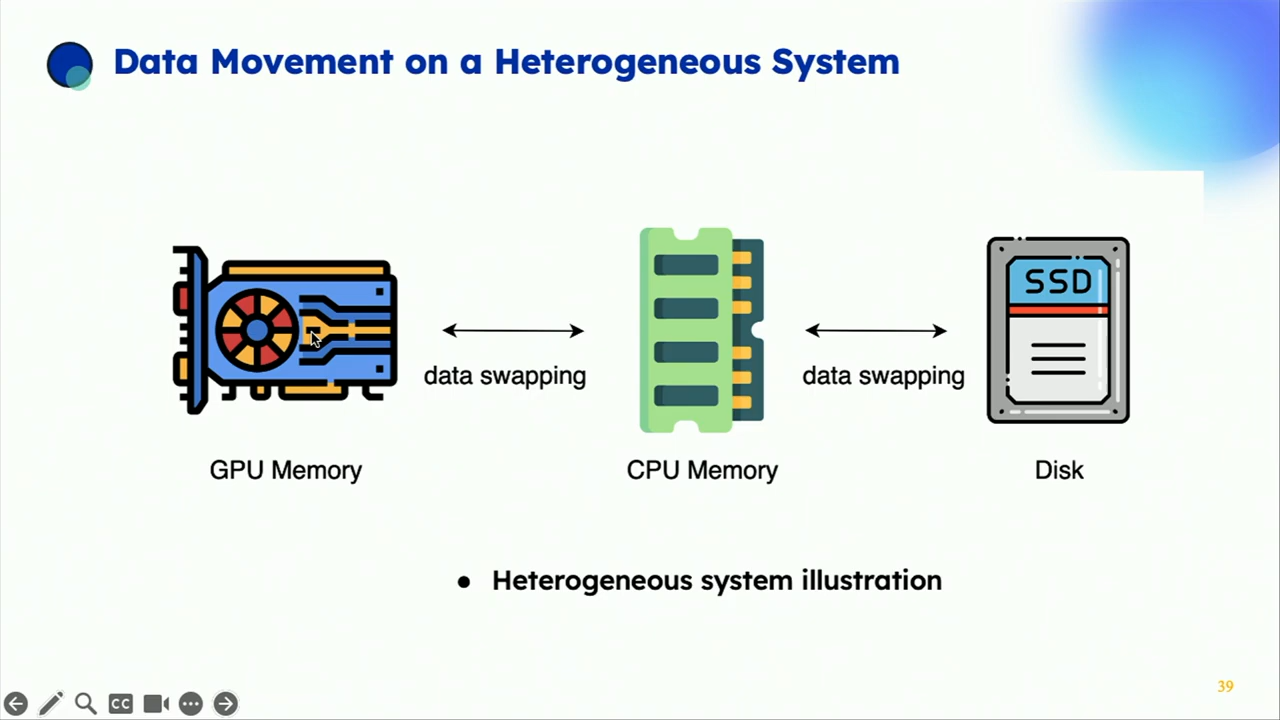 Data Movement on a Heterogeneous System
SSD
data swapping
data swapping
GPU Memory
CPU Memory
Disk
● Heterogeneous system illustration
39
CC